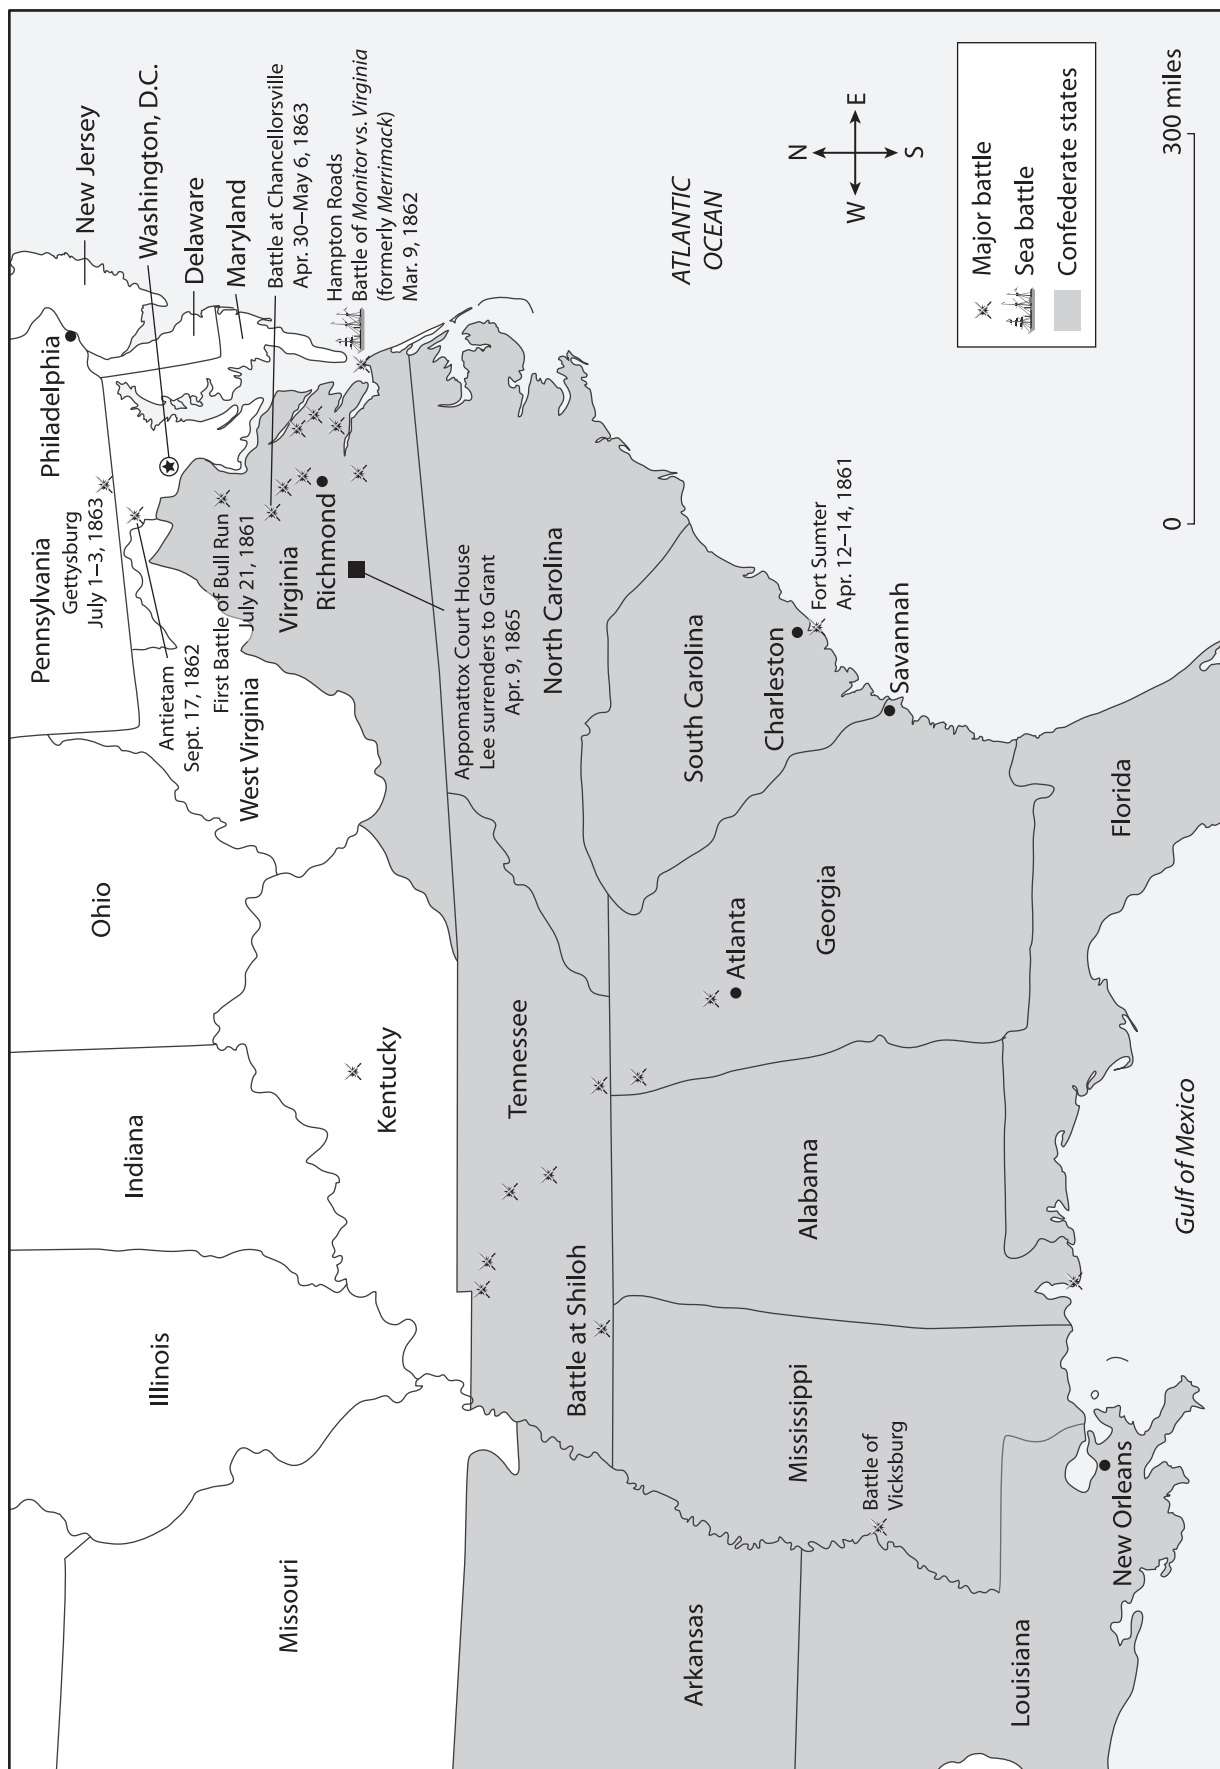 Pennsylvania
Gettysburg
July 1–3, 1863
Philadelphia
New Jersey
Washington, D.C.
Delaware
Maryland
Battle at Chancellorsville
Apr. 30–May 6, 1863
Hampton Roads
Battle of Monitor vs. Virginia
(formerly Merrimack)
Mar. 9, 1862
Ohio
Indiana
Illinois
Missouri
Antietam
Sept. 17, 1862
First Battle of Bull Run
July 21, 1861
West Virginia
Virginia
Richmond
Kentucky
Appomattox Court House
Lee surrenders to Grant
Apr. 9, 1865
North Carolina
Tennessee
Battle at Shiloh
South Carolina
Charleston
Fort Sumter
Apr. 12–14, 1861
Savannah
Atlanta
Georgia
Alabama
Mississippi
Battle of
Vicksburg
Arkansas
Louisiana
New Orleans
Florida
Gulf of Mexico
ATLANTIC
OCEAN
N
W
E
S
Major battle
Sea battle
Confederate states
0
300 miles